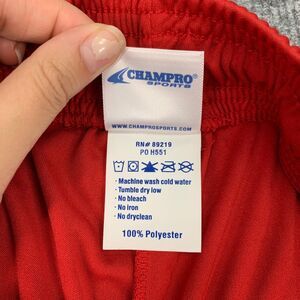 CHAMPRO
SPORTS
WWW.CHAMPROSPORTS.COM
RN# 89219
PO H551
· Machine wash cold water
· Tumble dry low
· No bleach
· No iron
· No dryclean
100% Polyester